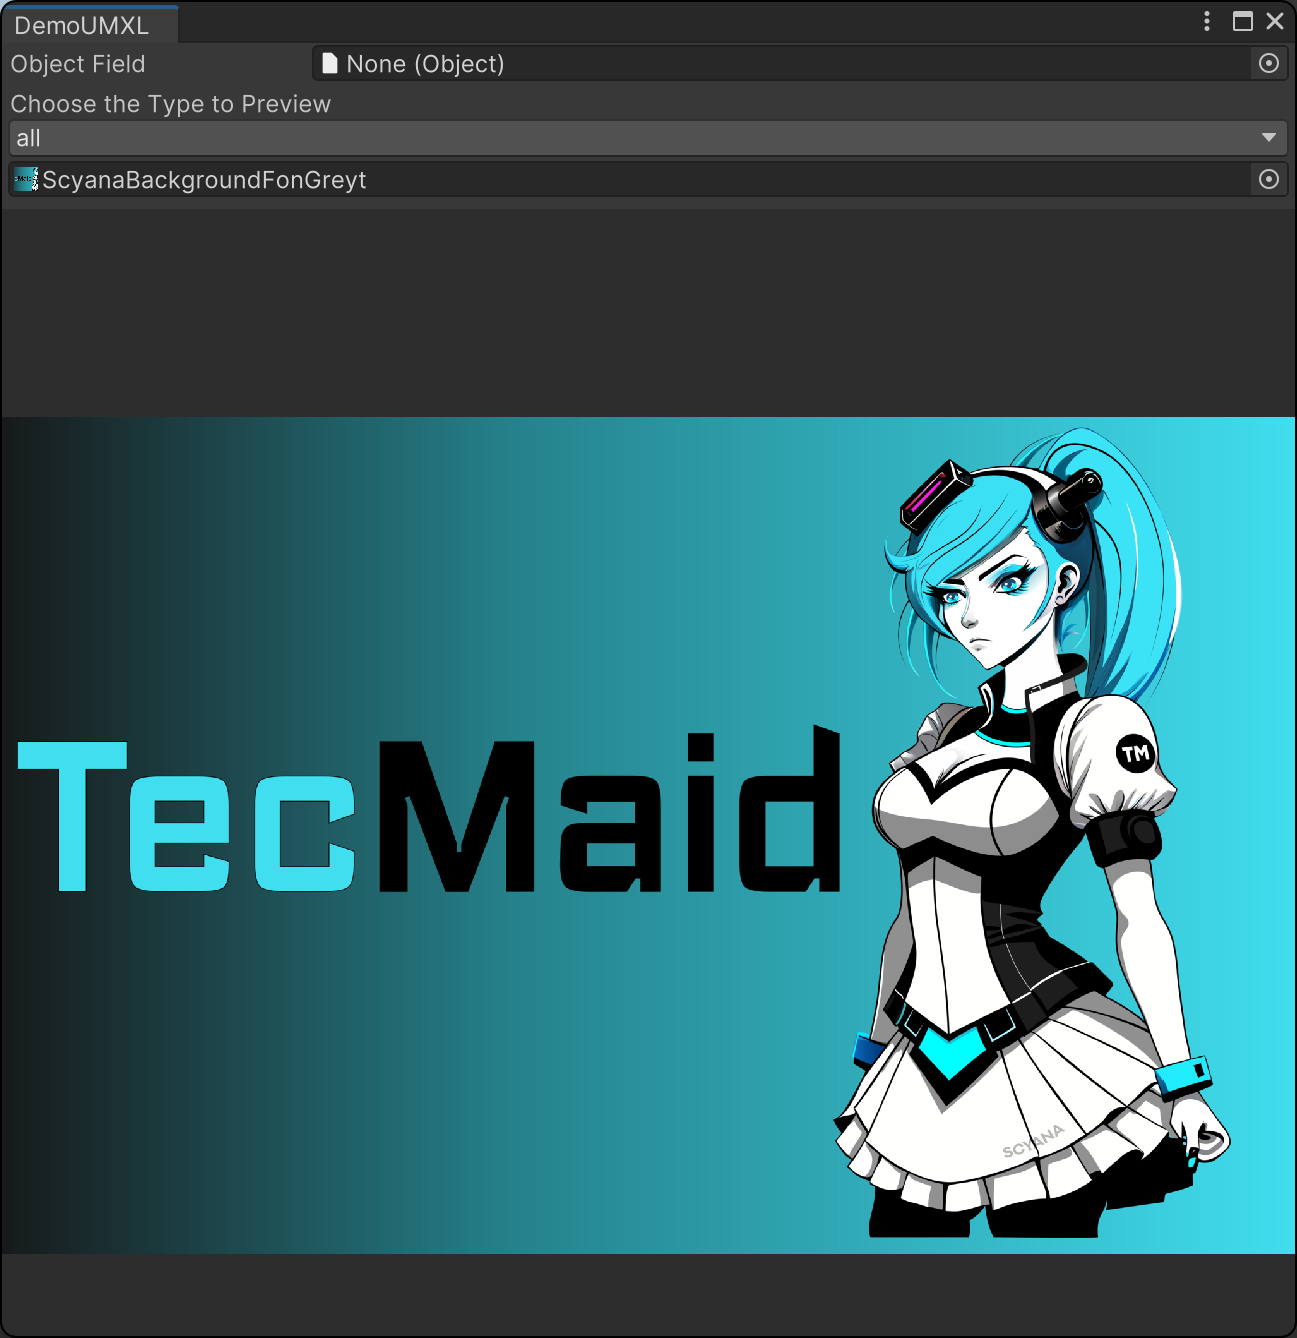 DemoUMXL
Object Field
None (Object)
Choose the Type to Preview
all
ScyanaBackgroundFonGreyt
TecMaid
TM
SCYANA